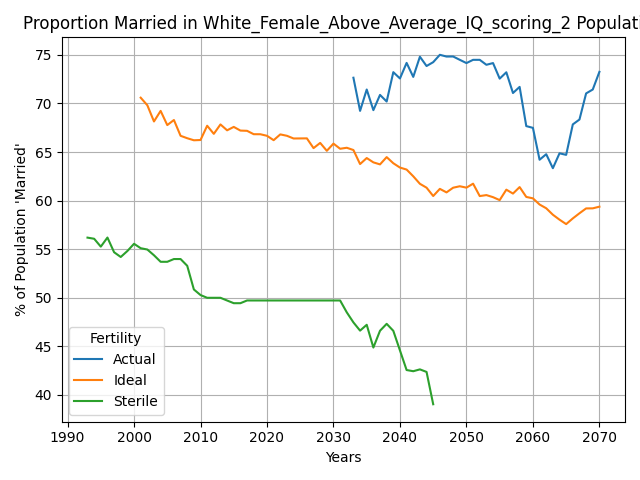 Proportion Married in White_Female_Above_Average_IQ_scoring_2 Populati
% of Population 'Married'
75
70
65
60
55
50
45
40
Fertility
Actual
Ideal
Sterile
1990 2000 2010 2020 2030 2040 2050 2060 2070
Years